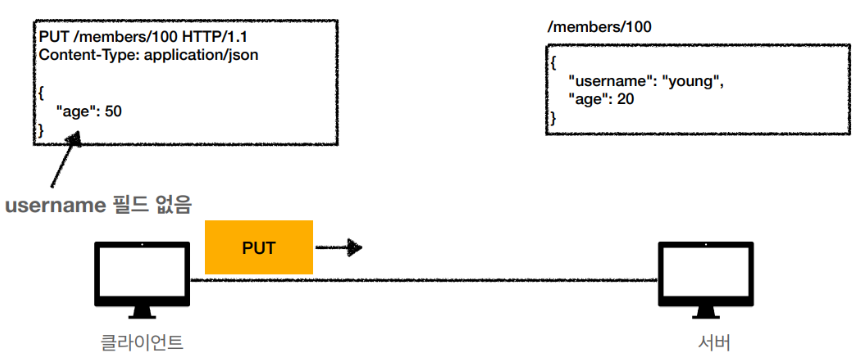 PUT /members/100 HTTP/1.1
Content-Type: application/json
{
"age": 50
}
username 필드 없음
/members/100
{
"username": "young",
"age": 20
}
PUT
클라이언트
서버